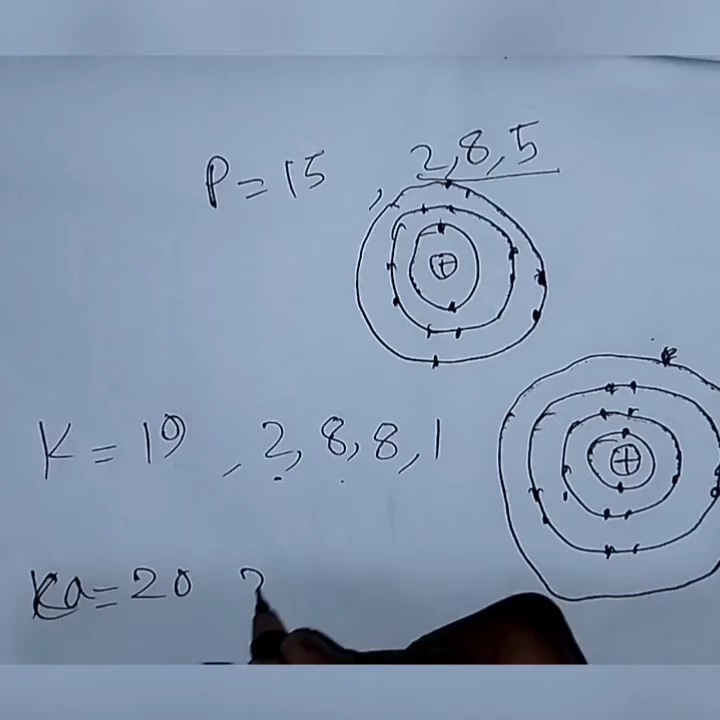 P = 15 , 2,8,5
K = 19 , 2,8,8,1
Ca = 20 2